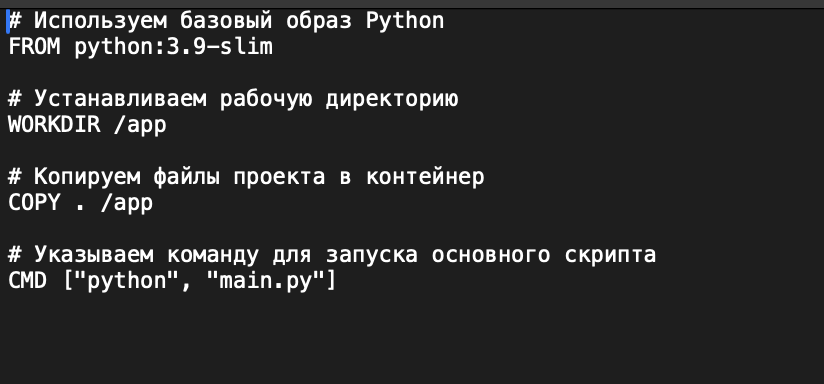 # Используем базовый образ Python
FROM python:3.9-slim
# Устанавливаем рабочую директорию
WORKDIR /app
# Копируем файлы проекта в контейнер
COPY . /app
# Указываем команду для запуска основного скрипта
CMD ["python", "main.py"]